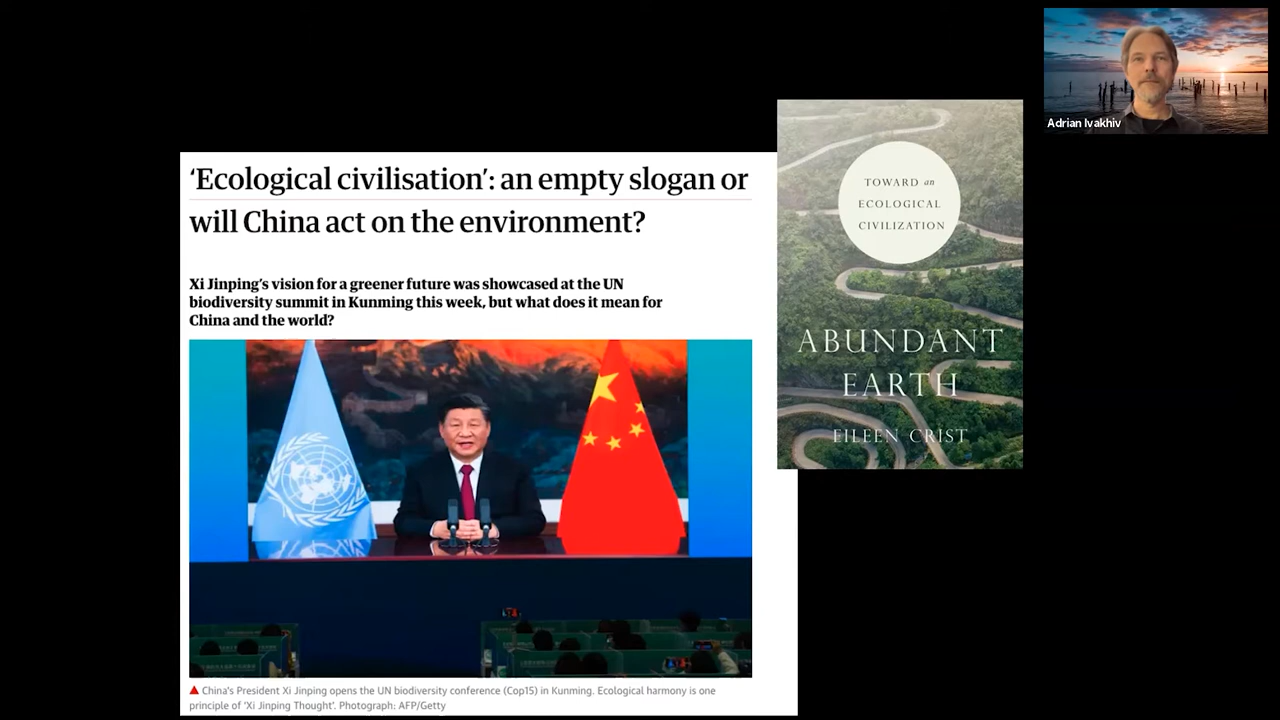 ‘Ecological civilisation’: an empty slogan or
will China act on the environment?
Xi Jinping’s vision for a greener future was showcased at the UN
biodiversity summit in Kunming this week, but what does it mean for
China and the world?
China's President Xi Jinping opens the UN biodiversity conference (Cop15) in Kunming. Ecological harmony is one
principle of 'Xi Jinping Thought'. Photograph: AFP/Getty
TOWARD an
ECOLOGICAL
CIVILIZATION
ABUNDANT
EARTH
EILEEN CRIST
Adrian Ivakhiv